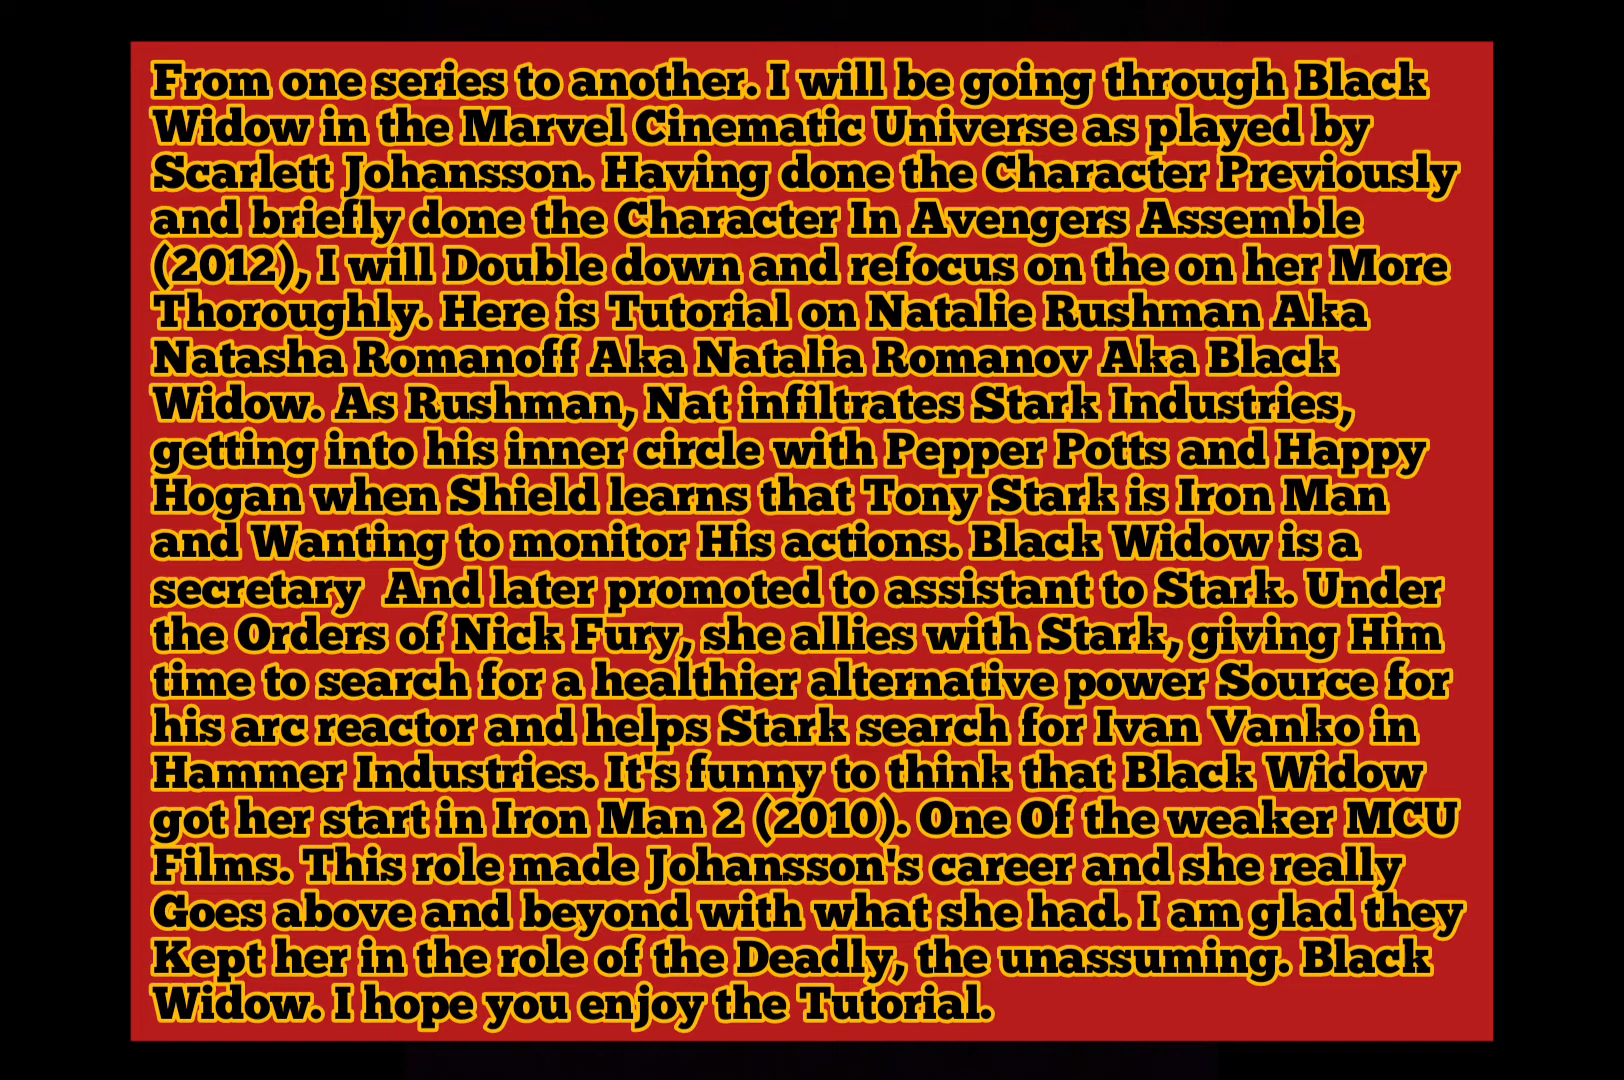 From one series to another. I will be going through Black
Widow in the Marvel Cinematic Universe as played by
Scarlett Johansson. Having done the Character Previously
and briefly done the Character In Avengers Assemble
(2012), I will Double down and refocus on the on her More
Thoroughly. Here is Tutorial on Natalie Rushman Aka
Natasha Romanoff Aka Natalia Romanov Aka Black
Widow. As Rushman, Nat infiltrates Stark Industries,
getting into his inner circle with Pepper Potts and Happy
Hogan when Shield learns that Tony Stark is Iron Man
and Wanting to monitor His actions. Black Widow is a
secretary  And later promoted to assistant to Stark. Under
the Orders of Nick Fury, she allies with Stark, giving Him
time to search for a healthier alternative power Source for
his arc reactor and helps Stark search for Ivan Vanko in
Hammer Industries. It's funny to think that Black Widow
got her start in Iron Man 2 (2010). One Of the weaker MCU
Films. This role made Johansson's career and she really
Goes above and beyond with what she had. I am glad they
Kept her in the role of the Deadly, the unassuming. Black
Widow. I hope you enjoy the Tutorial.